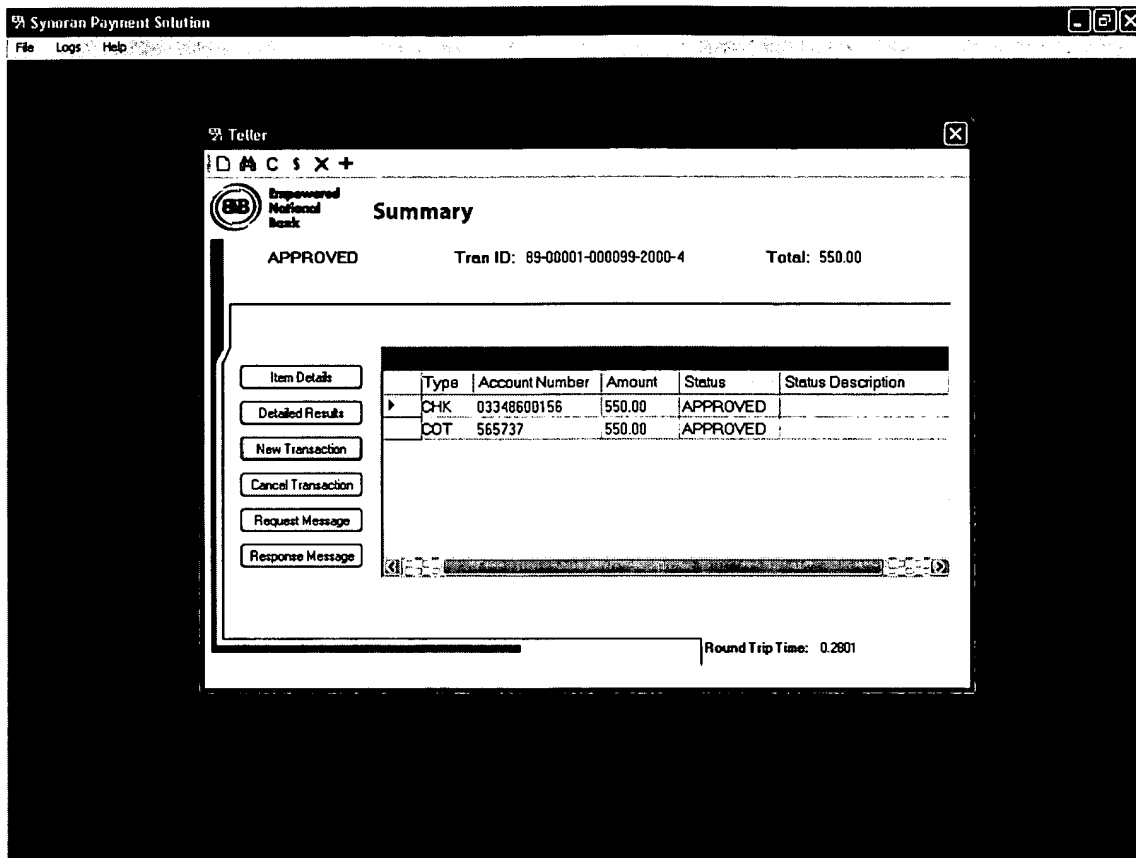 Synoran Payment Solution
File Logs Help
Teller
C $ X +
Empowered
National
Bank
Summary
APPROVED Tran ID: 89-00001-000099-2000-4 Total: 550.00
Item Details
Detailed Results
New Transaction
Cancel Transaction
Request Message
Response Message
Type Account Number Amount Status Status Description
CHK 03348600156 550.00 APPROVED
COT 565737 550.00 APPROVED
Round Trip Time: 0.2801